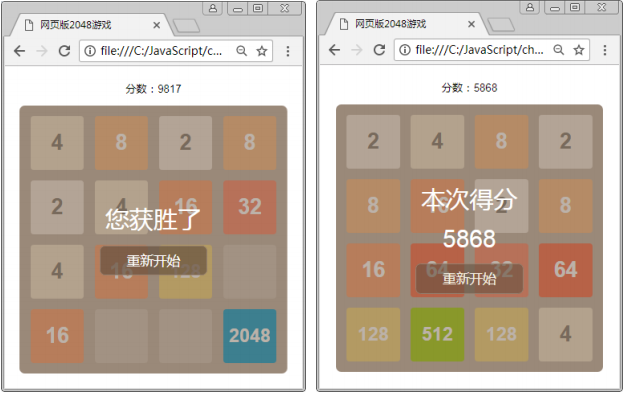 网页版2048游戏
file:///C:/JavaScript/c...
分数：9817
4 8 2 8
2 4 16 32
您获胜了
重新开始
4 16 128
16 2048
网页版2048游戏
file:///C:/JavaScript/ch...
分数：5868
2 4 8 2
8 16 2 8
本次得分
5868
重新开始
16 64 32 64
128 512 128 4